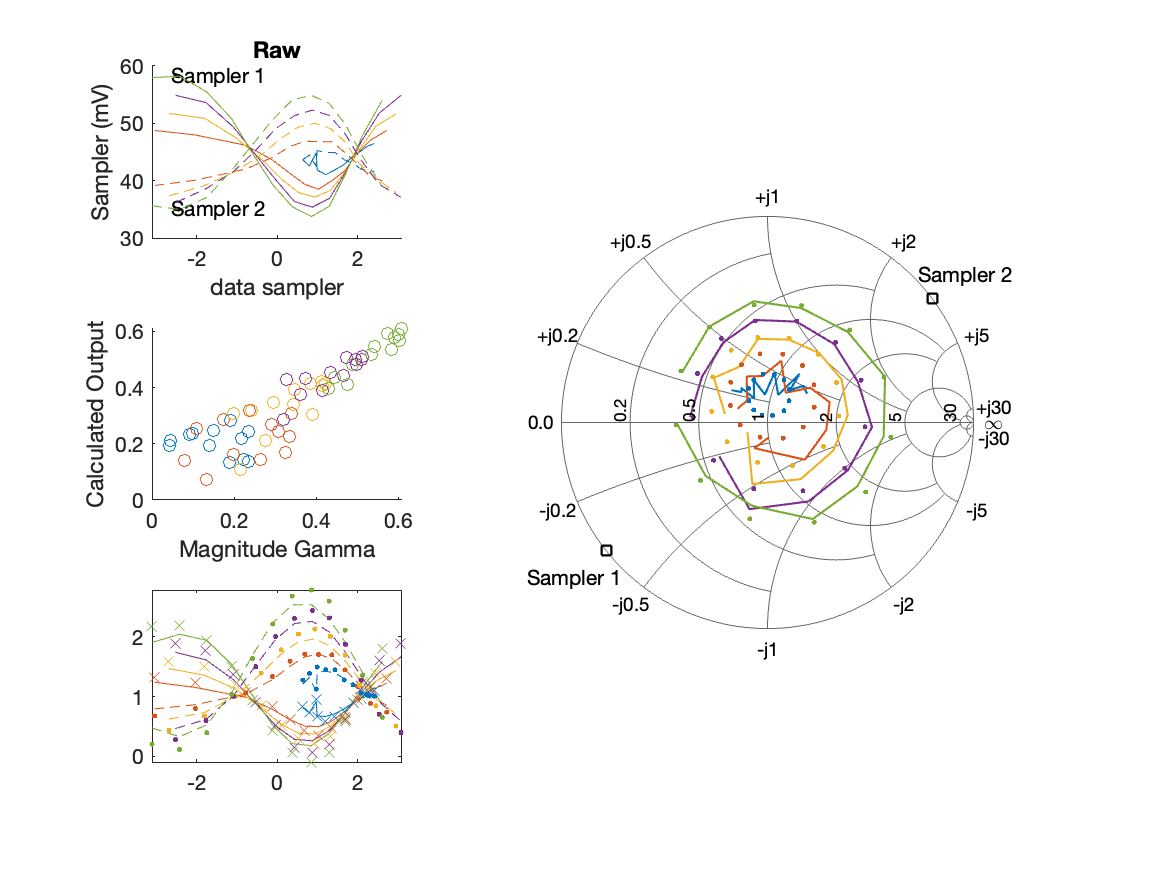 Raw
60
50
40
30
Sampler (mV)
Sampler 1
Sampler 2
-2 0 2
data sampler
0.6
0.4
0.2
0
Calculated Output
0 0.2 0.4 0.6
Magnitude Gamma
2
1
0
-2 0 2
+j1
+j0.5
+j2
Sampler 2
+j0.2
+j5
0.0
0.2
0.5
1
2
5
30
+j30
∞
-j30
-j0.2
-j5
Sampler 1
-j0.5
-j2
-j1